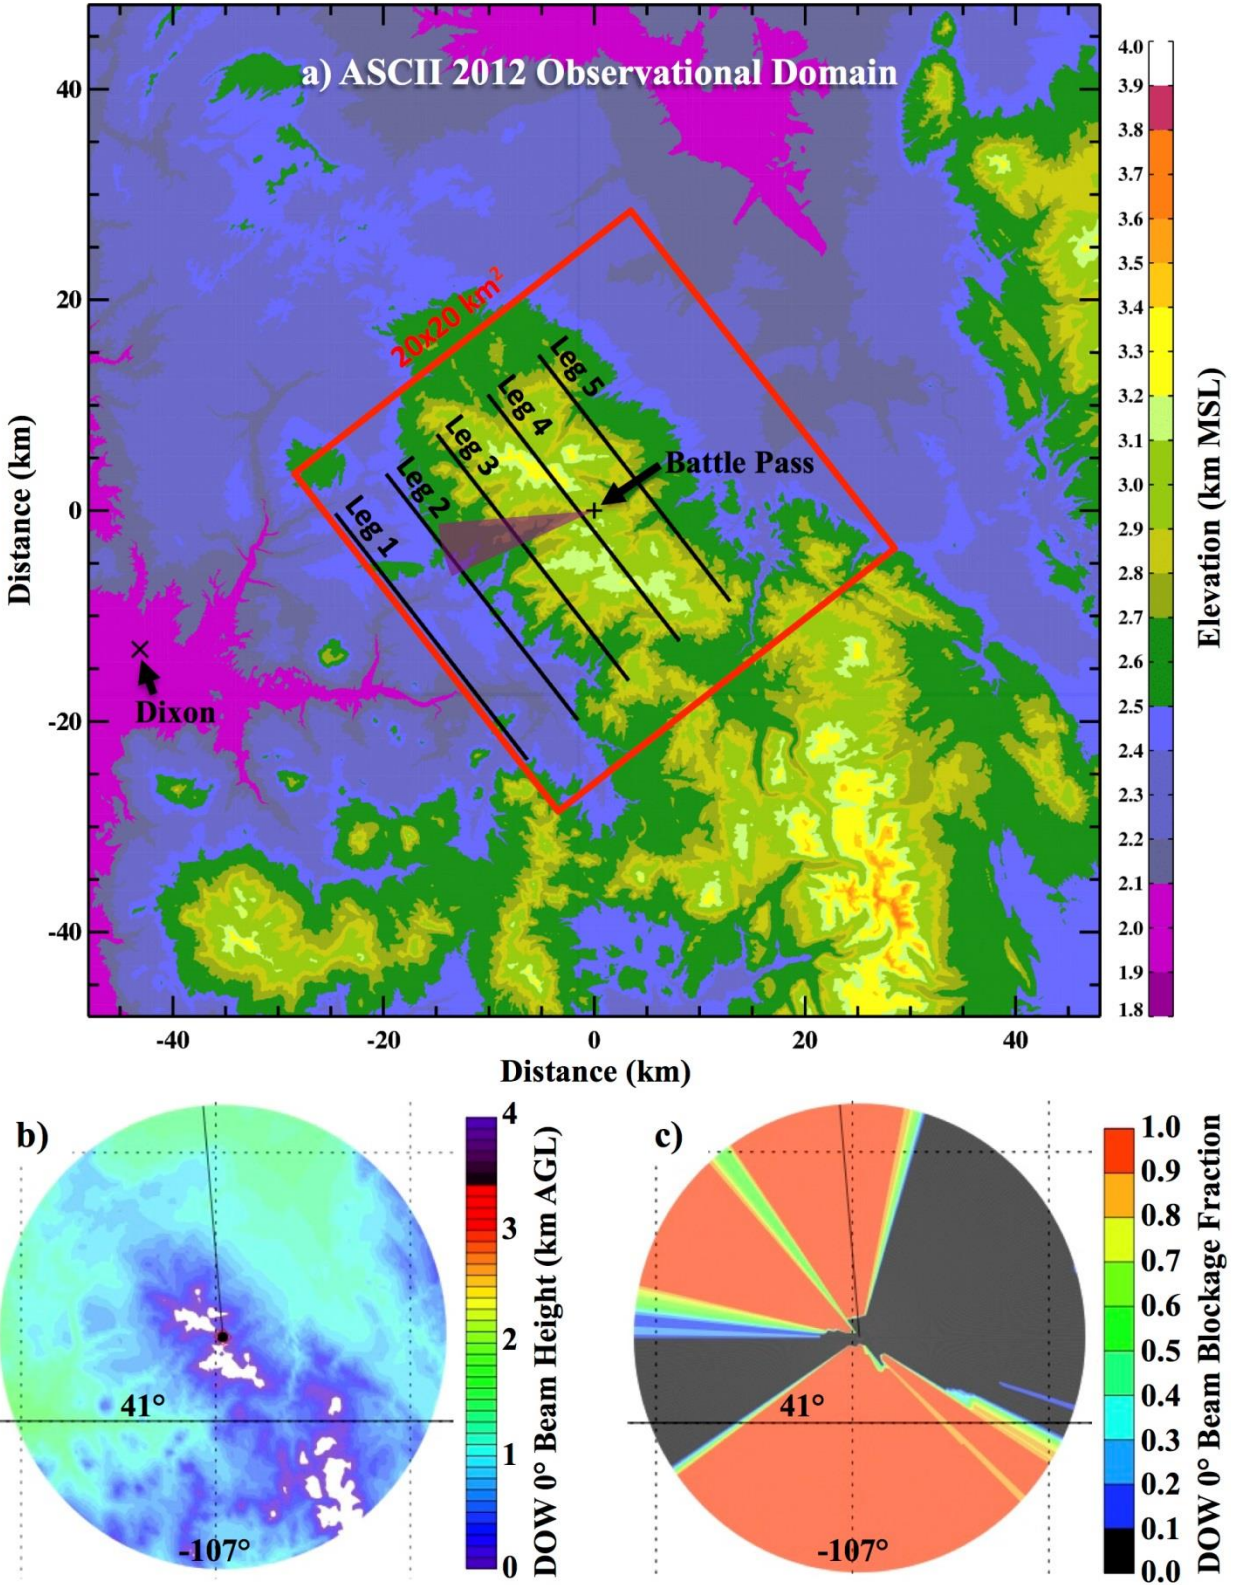 a) ASCII 2012 Observational Domain
20x20 km²
Leg 5
Leg 4
Leg 3
Leg 2
Leg 1
Battle Pass
Dixon
40
20
0
-20
-40
Distance (km)
-40 -20 0 20 40
Distance (km)
4.0
3.9
3.8
3.7
3.6
3.5
3.4
3.3
3.2
3.1
3.0
2.9
2.8
2.7
2.6
2.5
2.4
2.3
2.2
2.1
2.0
1.9
1.8
Elevation (km MSL)
b)
41°
-107°
4
3
2
1
0
DOW 0° Beam Height (km AGL)
c)
41°
-107°
1.0
0.9
0.8
0.7
0.6
0.5
0.4
0.3
0.2
0.1
0.0
DOW 0° Beam Blockage Fraction